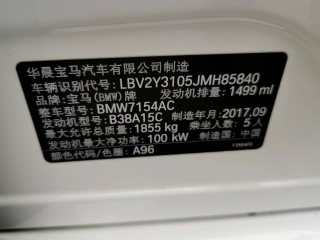 华晨宝马汽车有限公司制造
车辆识别代号: LBV2Y3105JMH85840
品牌: 宝马(BMW)牌 发动机排量: 1499 ml
整车型号: BMW7154AC
发动机型号: B38A15C 制造年月: 2017.09
最大允许总质量: 1855 kg 乘坐人数: 5 人
发动机最大净功率: 100 kW 制造国: 中国
颜色代码/色圈: A96